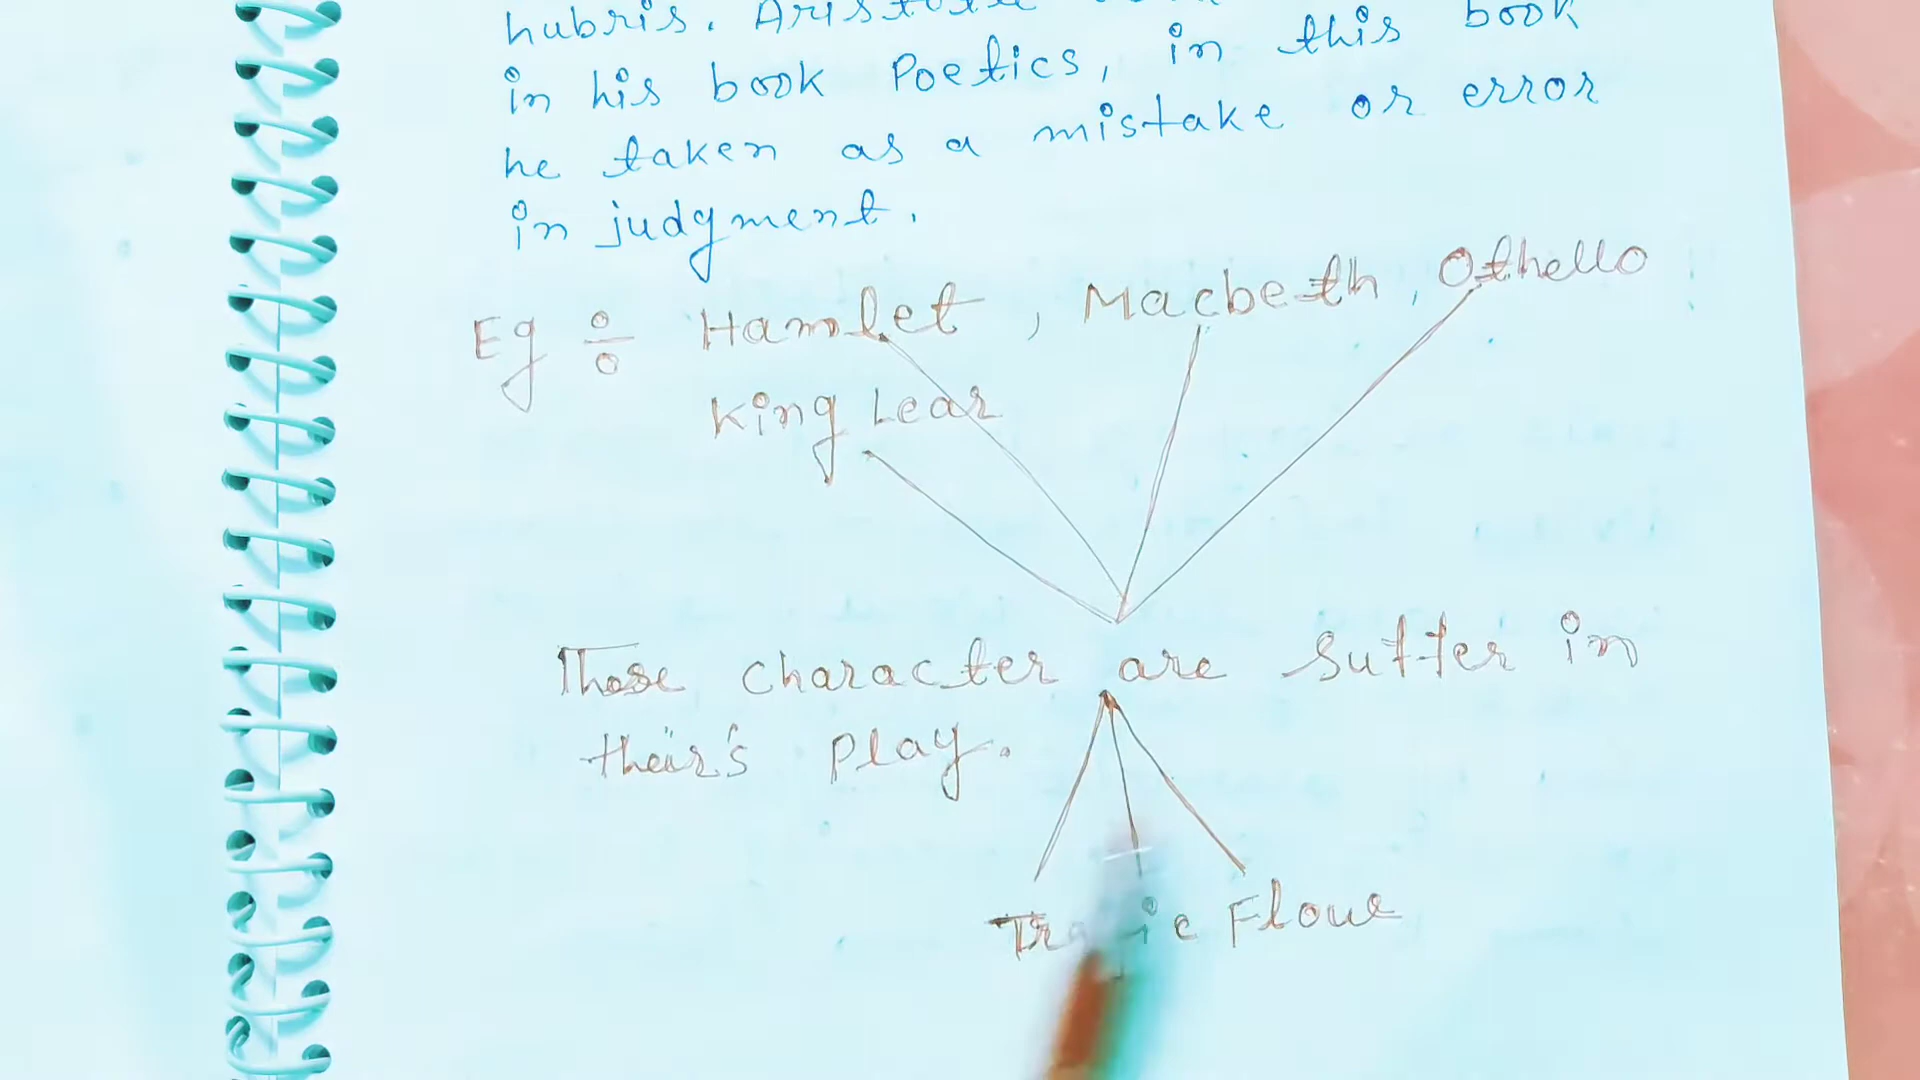 hubris. Aristotle
in his book Poetics, in this book
he taken as a mistake or error
in judgment.
Eg : Hamlet, Macbeth, Othello
King Lear
These character are suffer in
their's play.
Flowe